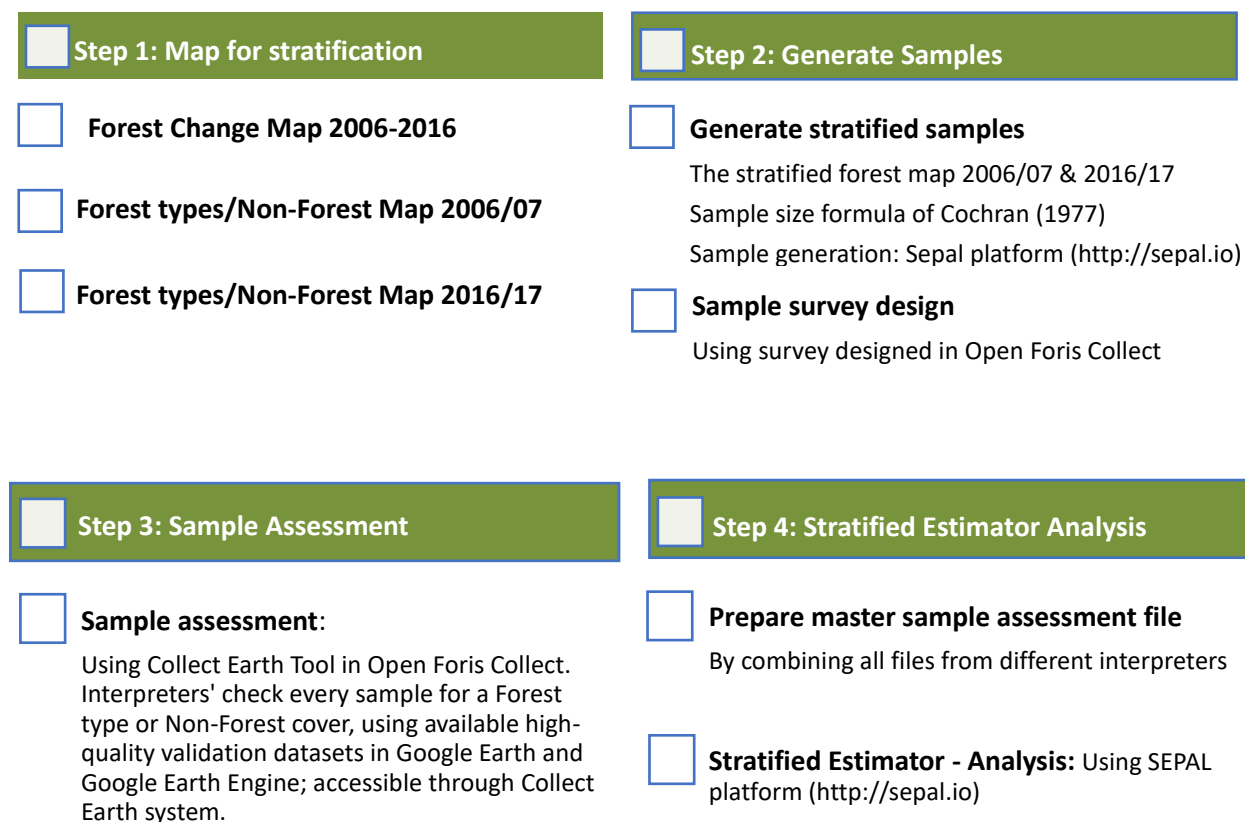 Step 1: Map for stratification
Forest Change Map 2006-2016
Forest types/Non-Forest Map 2006/07
Forest types/Non-Forest Map 2016/17
Step 2: Generate Samples
Generate stratified samples
The stratified forest map 2006/07 & 2016/17
Sample size formula of Cochran (1977)
Sample generation: Sepal platform (http://sepal.io)
Sample survey design
Using survey designed in Open Foris Collect
Step 3: Sample Assessment
Sample assessment:
Using Collect Earth Tool in Open Foris Collect.
Interpreters' check every sample for a Forest
type or Non-Forest cover, using available high-
quality validation datasets in Google Earth and
Google Earth Engine; accessible through Collect
Earth system.
Step 4: Stratified Estimator Analysis
Prepare master sample assessment file
By combining all files from different interpreters
Stratified Estimator - Analysis: Using SEPAL
platform (http://sepal.io)